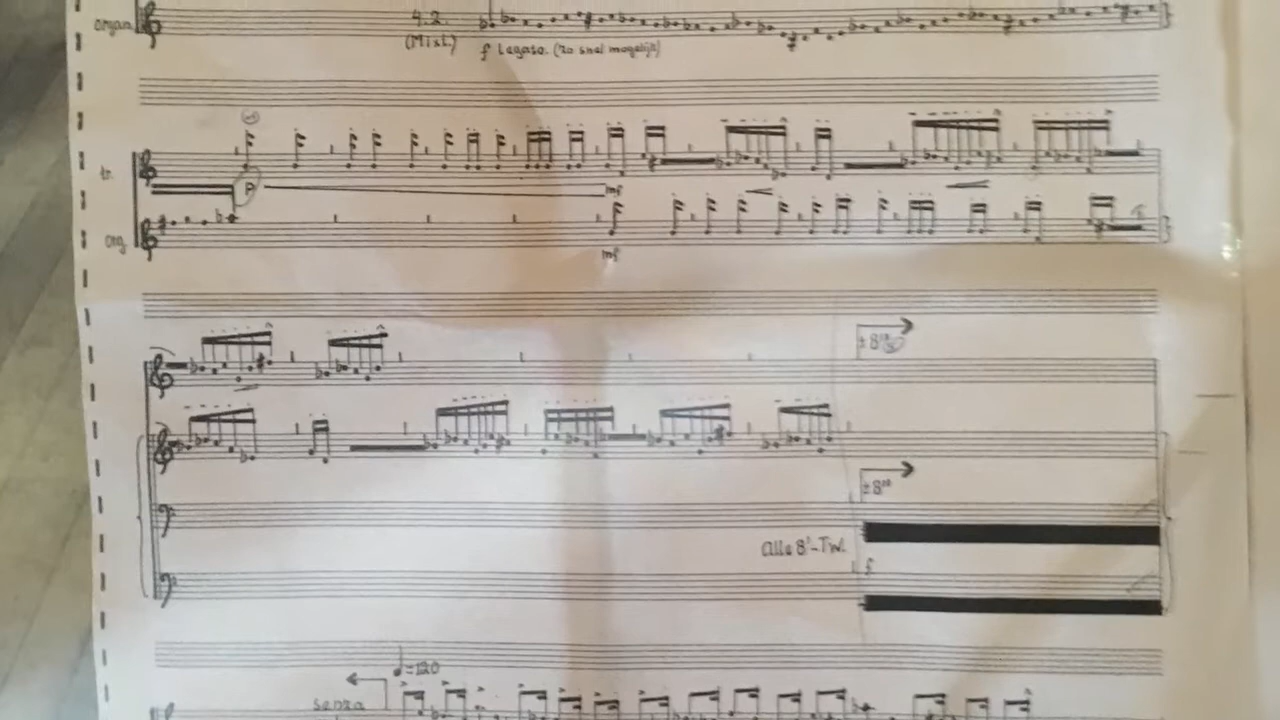 organ 4.2.
(Mixt.) f Legato. (zo snel mogelijk)
tr. P mf
Org. mf
±8
±8
Alle 8'-Tw. f
senza ♩=120